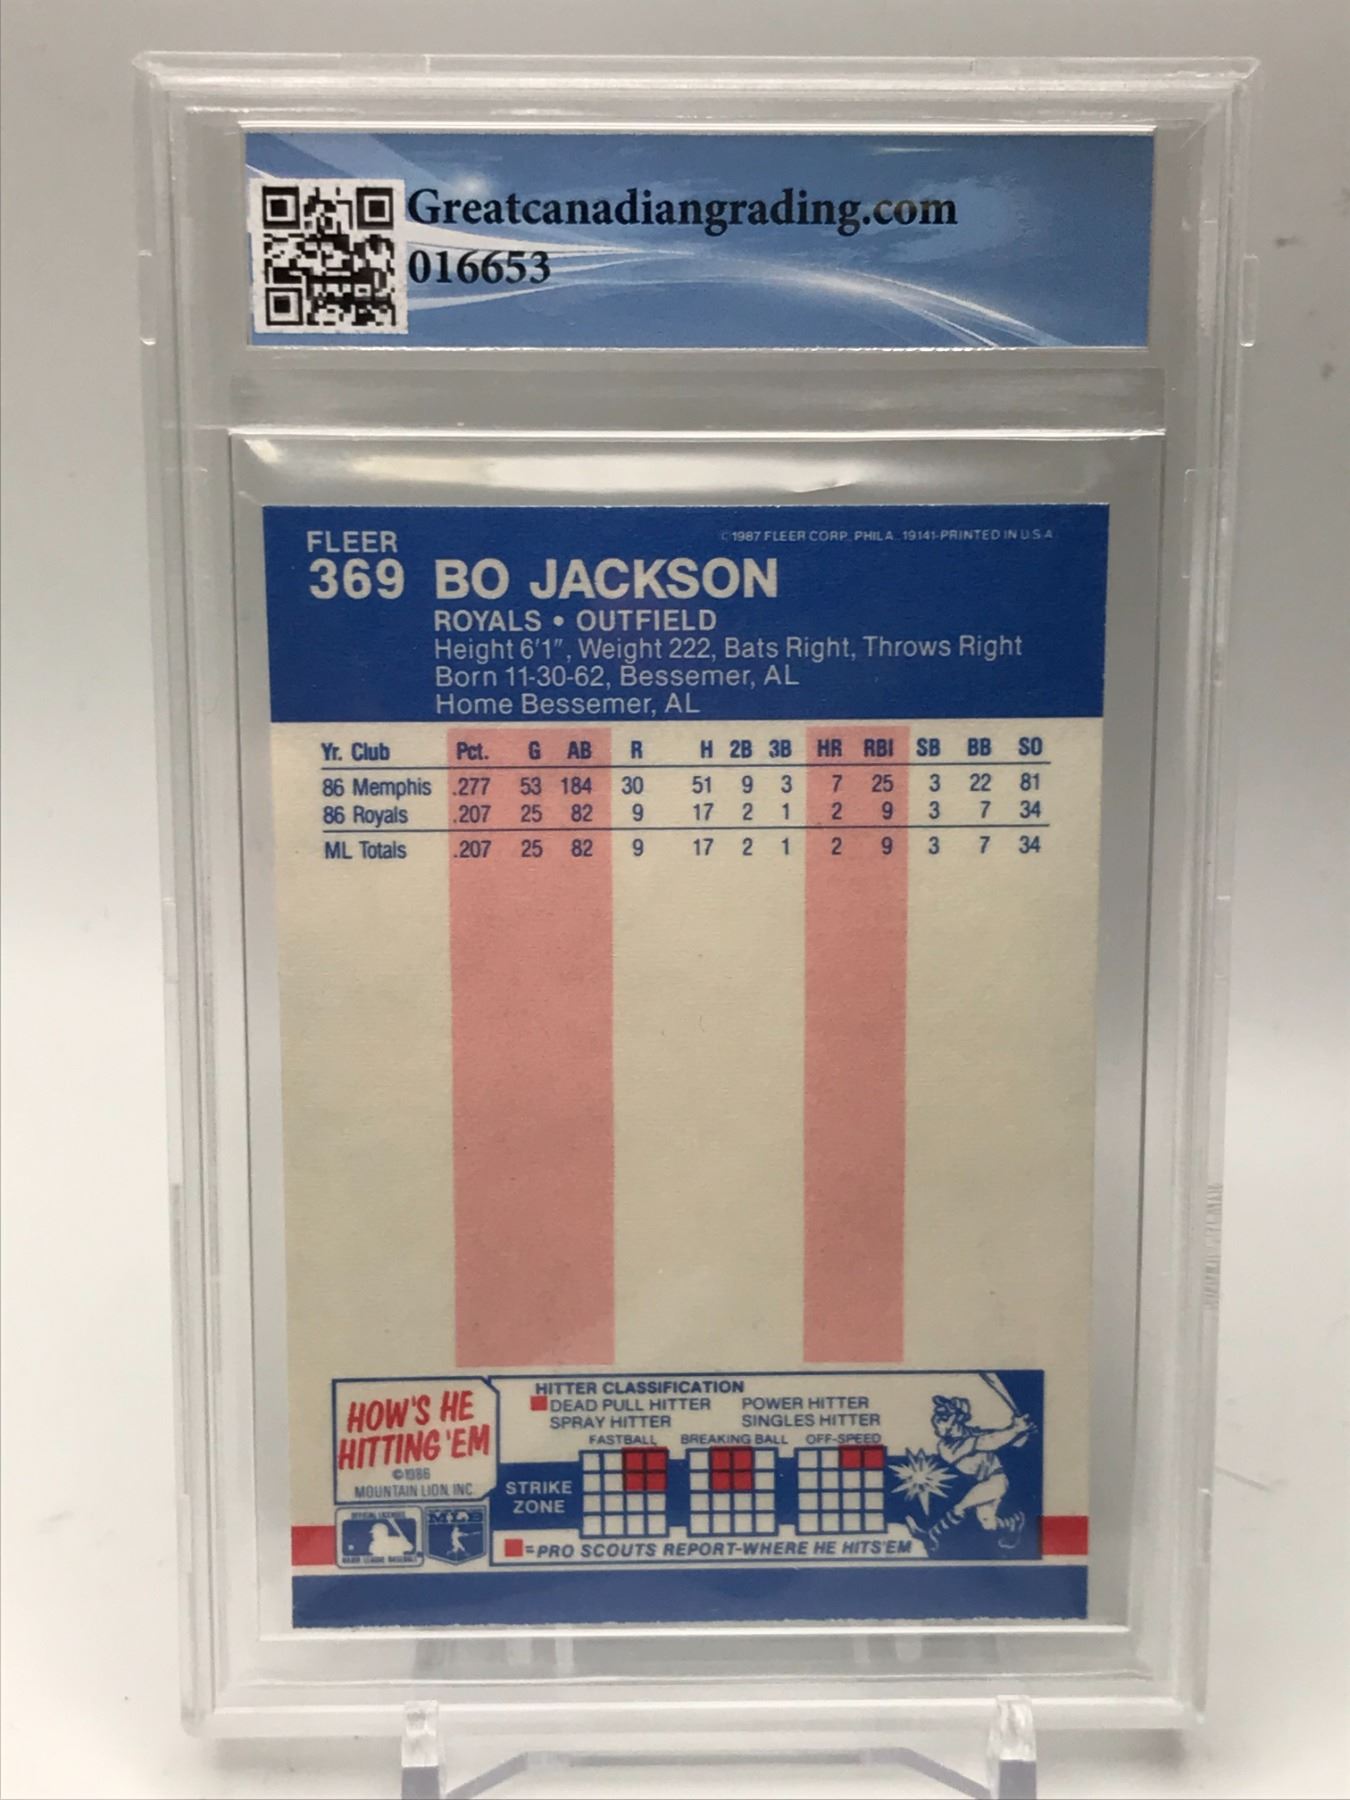 Greatcanadiangrading.com
016653
FLEER
©1987 FLEER CORP. PHILA. 19141-PRINTED IN U.S.A.
369 BO JACKSON
ROYALS • OUTFIELD
Height 6'1", Weight 222, Bats Right, Throws Right
Born 11-30-62, Bessemer, AL
Home Bessemer, AL
Yr. Club Pct. G AB R H 2B 3B HR RBI SB BB SO
86 Memphis .277 53 184 30 51 9 3 7 25 3 22 81
86 Royals .207 25 82 9 17 2 1 2 9 3 7 34
ML Totals .207 25 82 9 17 2 1 2 9 3 7 34
HOW'S HE
HITTING 'EM
©1986
MOUNTAIN LION, INC.
HITTER CLASSIFICATION
DEAD PULL HITTER POWER HITTER
SPRAY HITTER SINGLES HITTER
FASTBALL BREAKING BALL OFF-SPEED
STRIKE
ZONE
=PRO SCOUTS REPORT-WHERE HE HITS 'EM
OFFICIAL LICENSEE
MAJOR LEAGUE BASEBALL
MLB